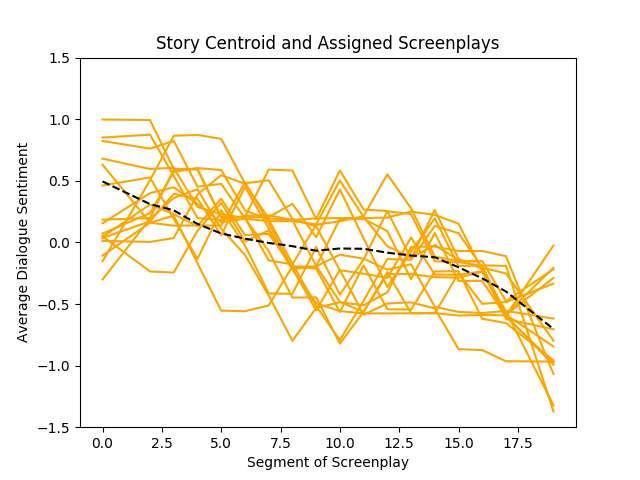 Story Centroid and Assigned Screenplays
1.5
1.0
0.5
0.0
−0.5
−1.0
−1.5
Average Dialogue Sentiment
0.0 2.5 5.0 7.5 10.0 12.5 15.0 17.5
Segment of Screenplay